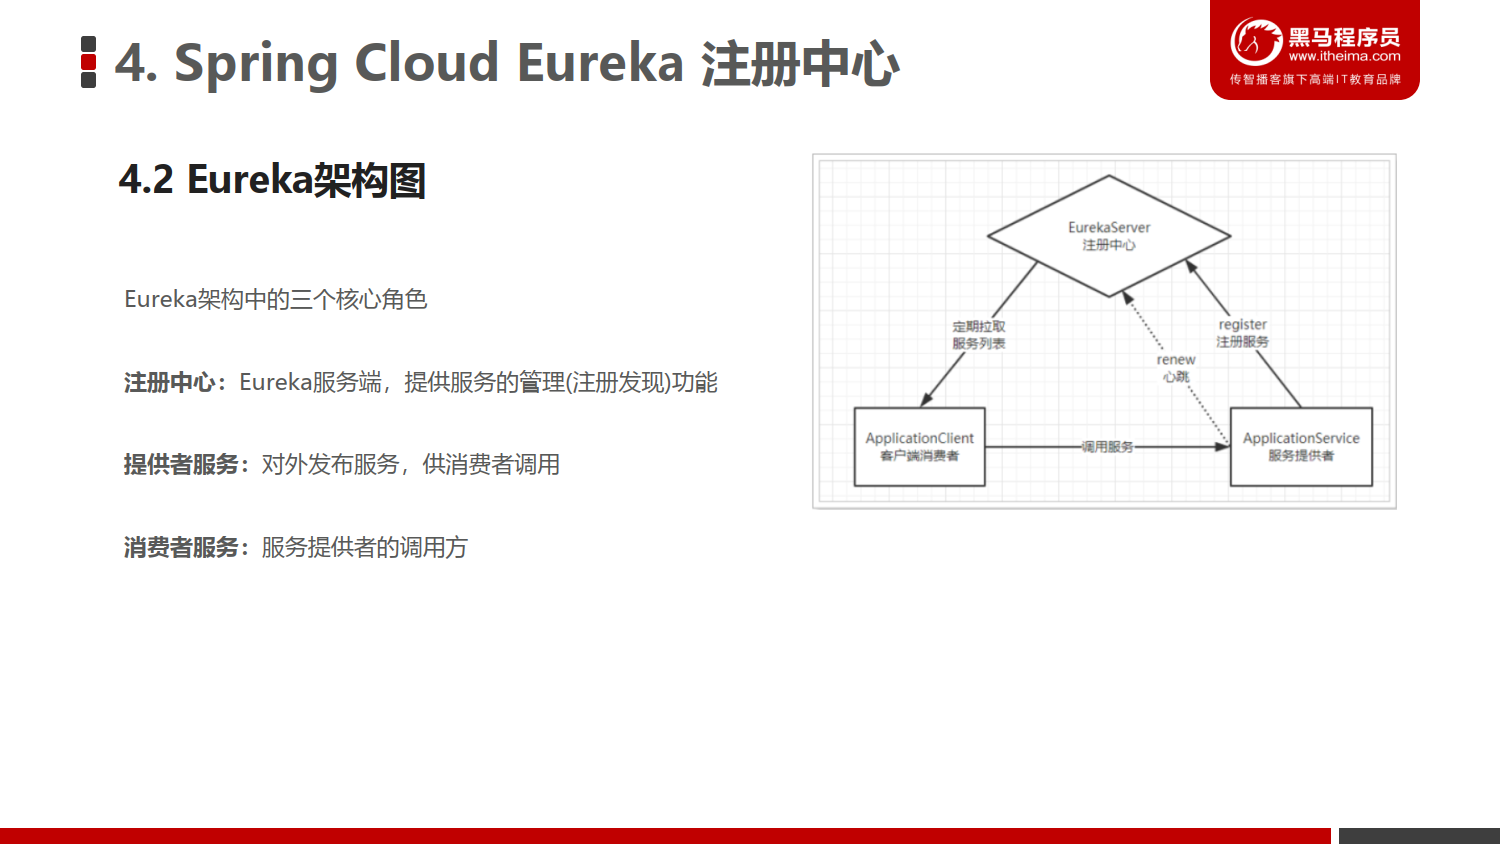 4. Spring Cloud Eureka 注册中心
黑马程序员
www.itheima.com
传智播客旗下高端IT教育品牌
4.2 Eureka架构图
Eureka架构中的三个核心角色
注册中心：Eureka服务端，提供服务的管理(注册发现)功能
提供者服务：对外发布服务，供消费者调用
消费者服务：服务提供者的调用方
EurekaServer
注册中心
定期拉取
服务列表
register
注册服务
renew
心跳
ApplicationClient
客户端消费者
调用服务
ApplicationService
服务提供者